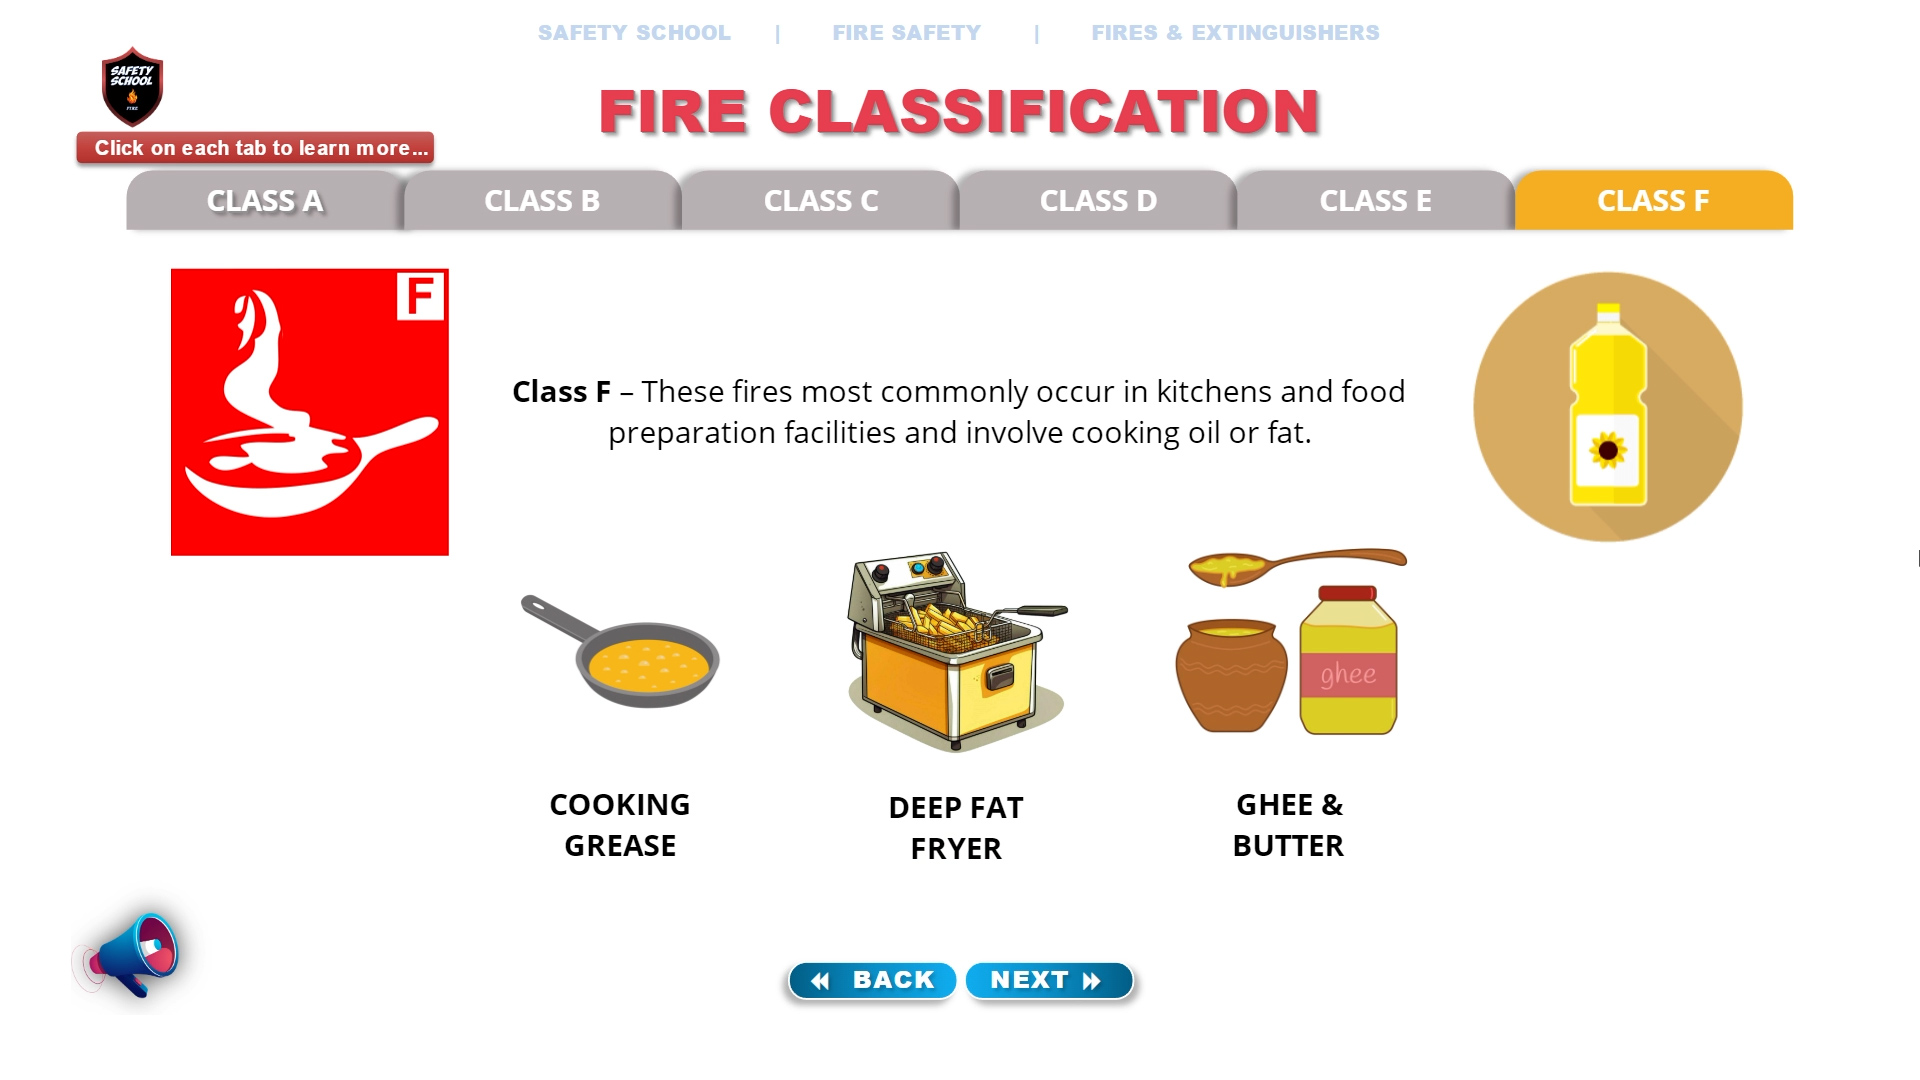 SAFETY SCHOOL | FIRE SAFETY | FIRES & EXTINGUISHERS
SAFETY
SCHOOL
FIRE
FIRE CLASSIFICATION
Click on each tab to learn more...
CLASS A CLASS B CLASS C CLASS D CLASS E CLASS F
F
Class F – These fires most commonly occur in kitchens and food
preparation facilities and involve cooking oil or fat.
ghee
COOKING
GREASE
DEEP FAT
FRYER
GHEE &
BUTTER
BACK NEXT